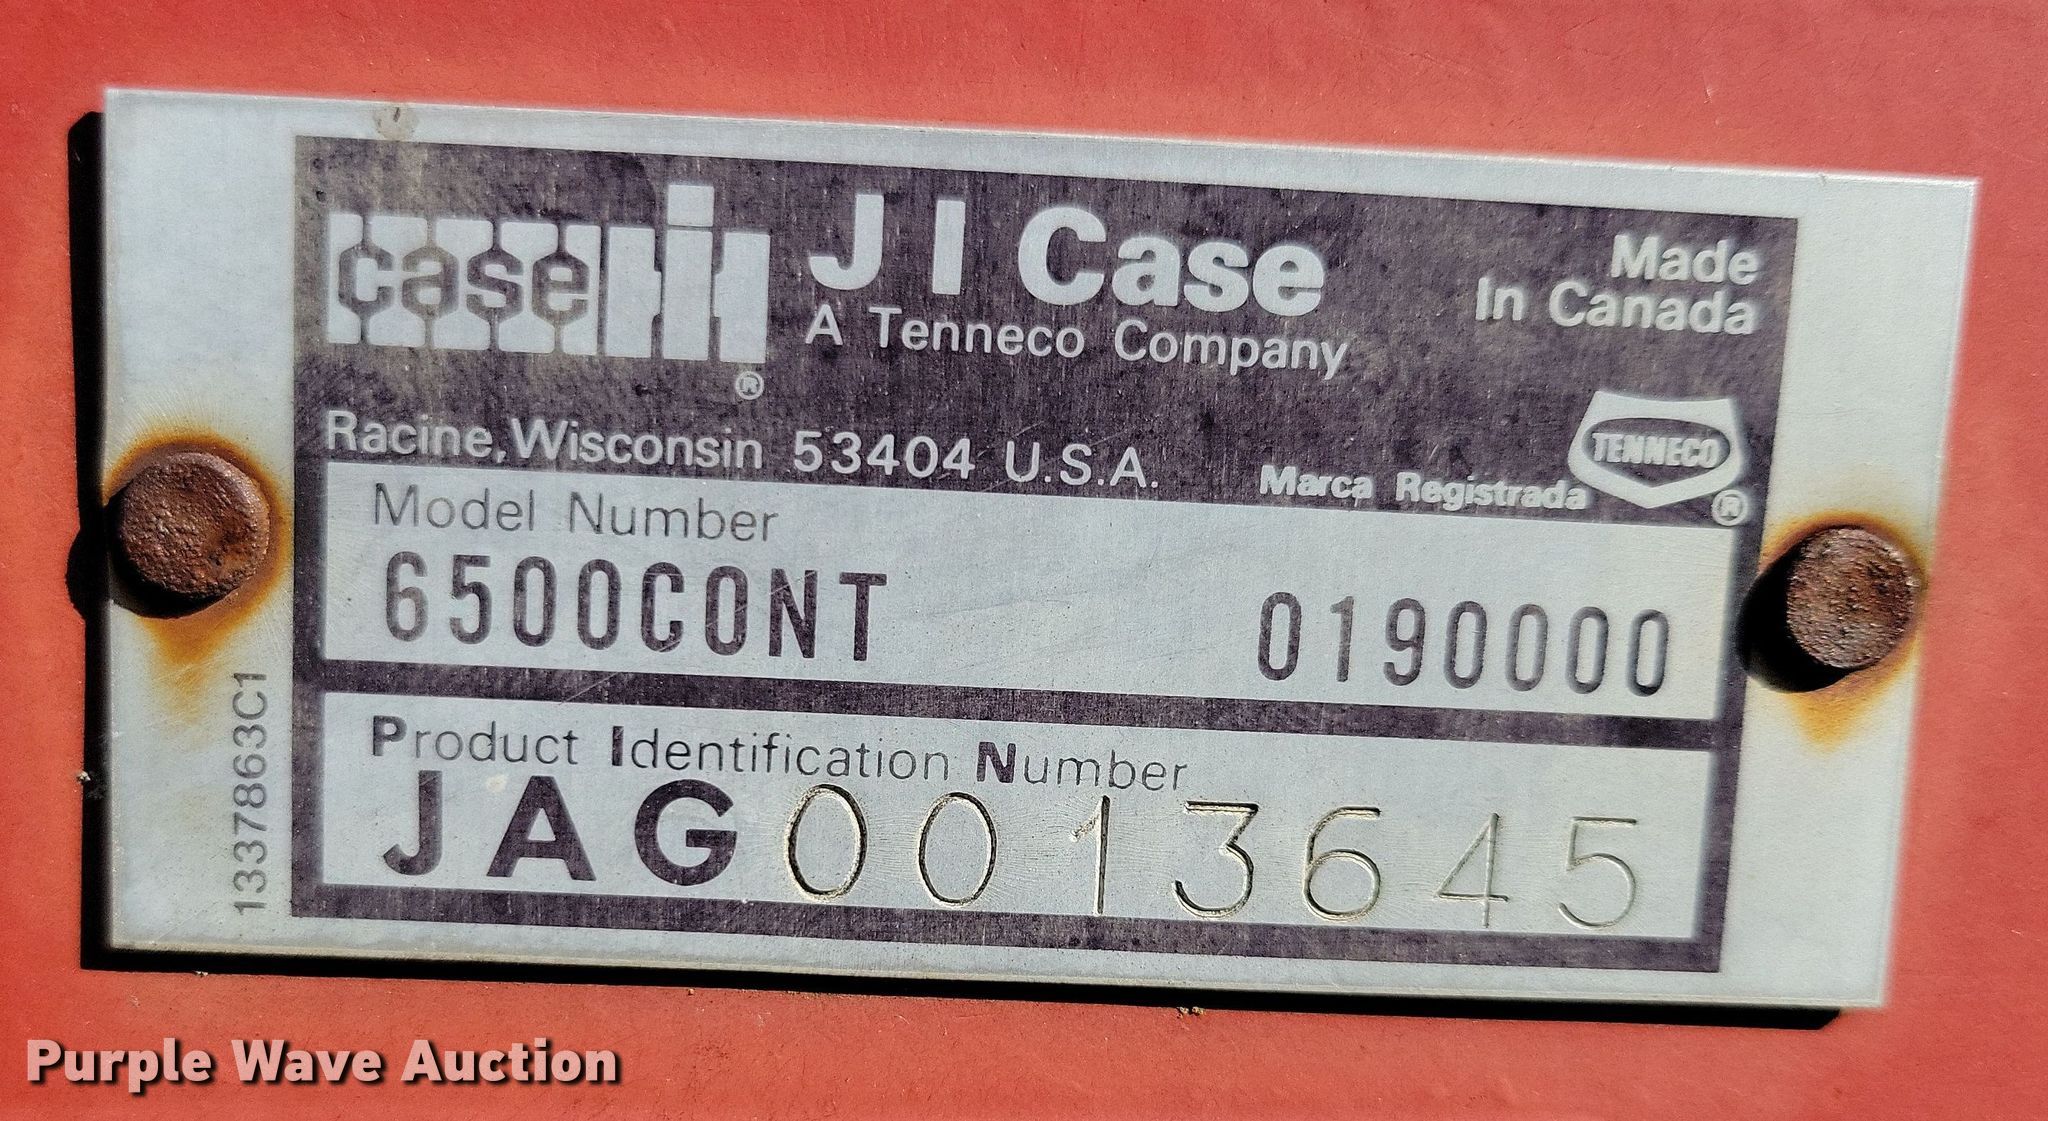 case IH ®
J I Case
A Tenneco Company
Made
In Canada
Racine, Wisconsin 53404 U.S.A.
Marca Registrada
TENNECO ®
Model Number
6500CONT 0190000
Product Identification Number
JAG0013645
1337863C1
Purple Wave Auction